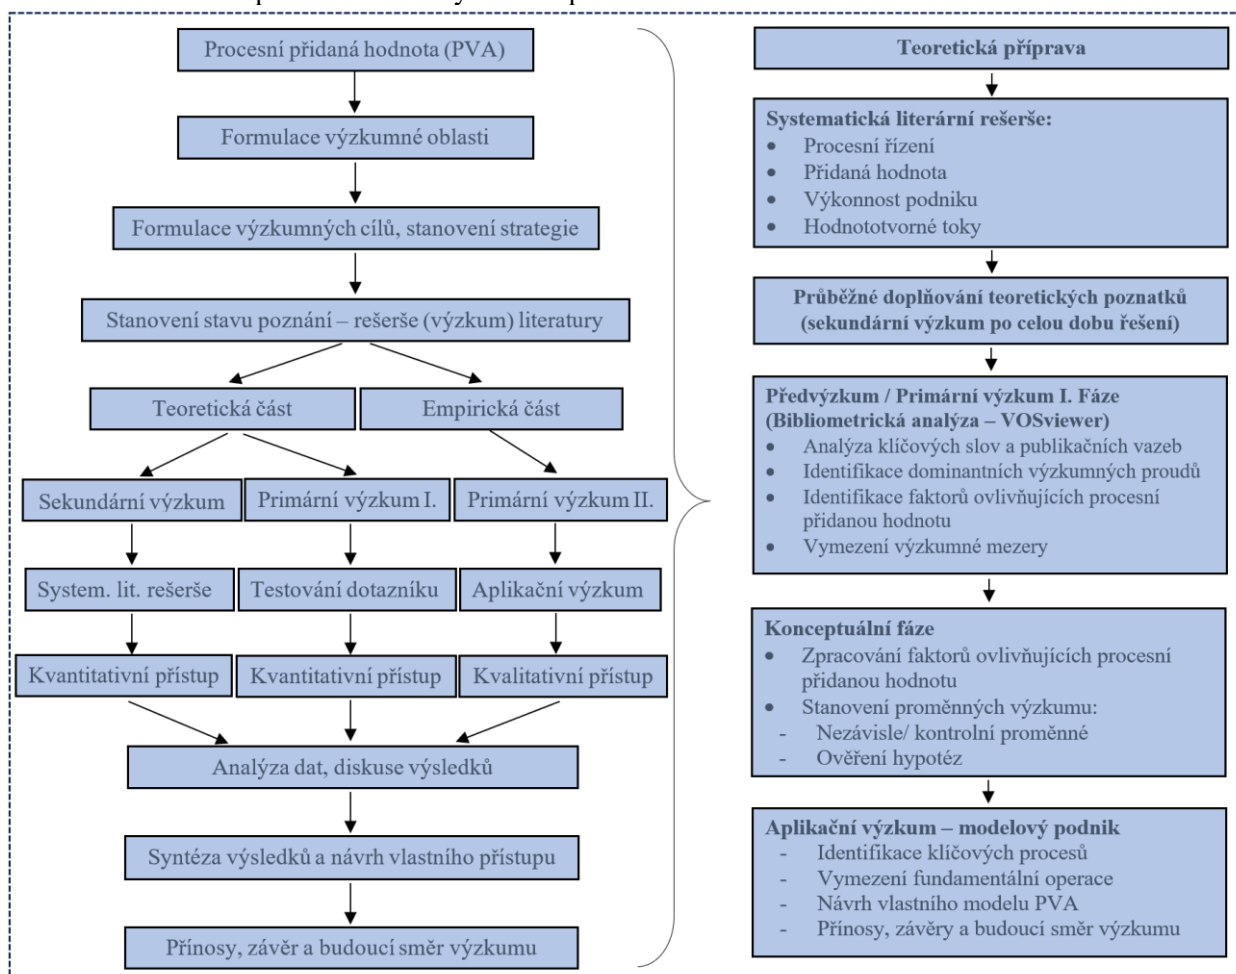 Procesní přidaná hodnota (PVA)
Formulace výzkumné oblasti
Formulace výzkumných cílů, stanovení strategie
Stanovení stavu poznání – rešerše (výzkum) literatury
Teoretická část
Empirická část
Sekundární výzkum
Primární výzkum I.
Primární výzkum II.
System. lit. rešerše
Testování dotazníku
Aplikační výzkum
Kvantitativní přístup
Kvantitativní přístup
Kvalitativní přístup
Analýza dat, diskuse výsledků
Syntéza výsledků a návrh vlastního přístupu
Přínosy, závěr a budoucí směr výzkumu
Teoretická příprava
Systematická literární rešerše:
• Procesní řízení
• Přidaná hodnota
• Výkonnost podniku
• Hodnototvorné toky
Průběžné doplňování teoretických poznatků
(sekundární výzkum po celou dobu řešení)
Předvýzkum / Primární výzkum I. Fáze
(Bibliometrická analýza – VOSviewer)
• Analýza klíčových slov a publikačních vazeb
• Identifikace dominantních výzkumných proudů
• Identifikace faktorů ovlivňujících procesní
přidanou hodnotu
• Vymezení výzkumné mezery
Konceptuální fáze
• Zpracování faktorů ovlivňujících procesní
přidanou hodnotu
• Stanovení proměnných výzkumu:
- Nezávisle/ kontrolní proměnné
- Ověření hypotéz
Aplikační výzkum – modelový podnik
- Identifikace klíčových procesů
- Vymezení fundamentální operace
- Návrh vlastního modelu PVA
- Přínosy, závěry a budoucí směr výzkumu